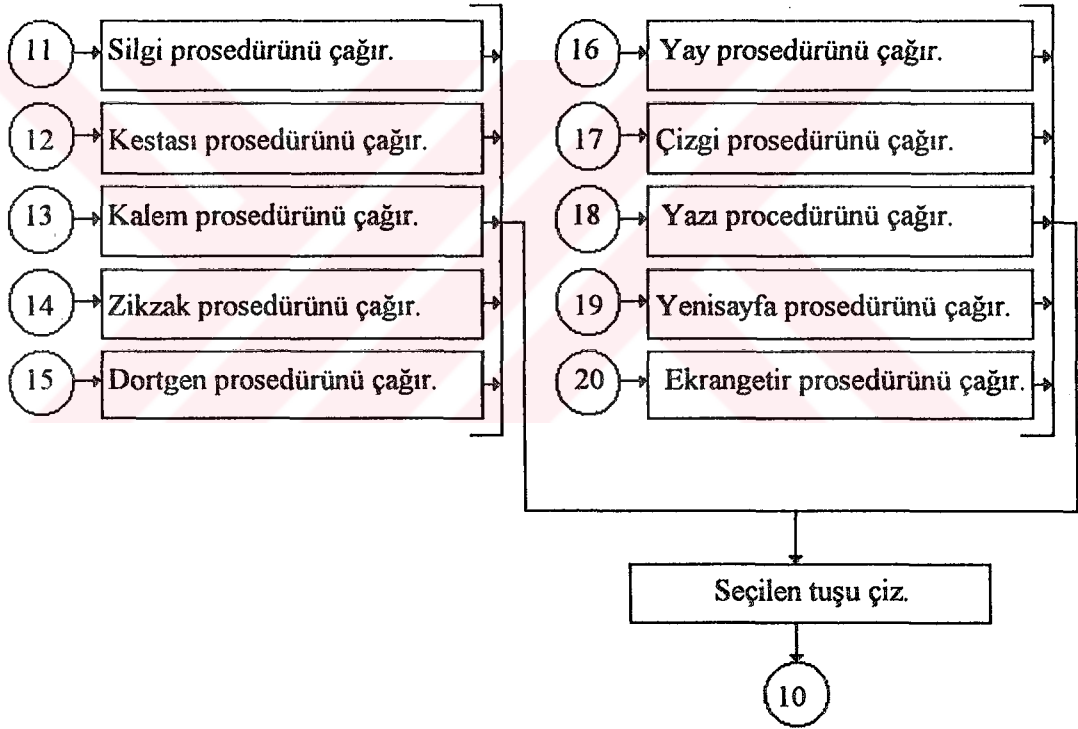 11 Silgi prosedürünü çağır.
12 Kestası prosedürünü çağır.
13 Kalem prosedürünü çağır.
14 Zikzak prosedürünü çağır.
15 Dortgen prosedürünü çağır.
16 Yay prosedürünü çağır.
17 Çizgi prosedürünü çağır.
18 Yazı procedürünü çağır.
19 Yenisayfa prosedürünü çağır.
20 Ekrangetir prosedürünü çağır.
Seçilen tuşu çiz.
10